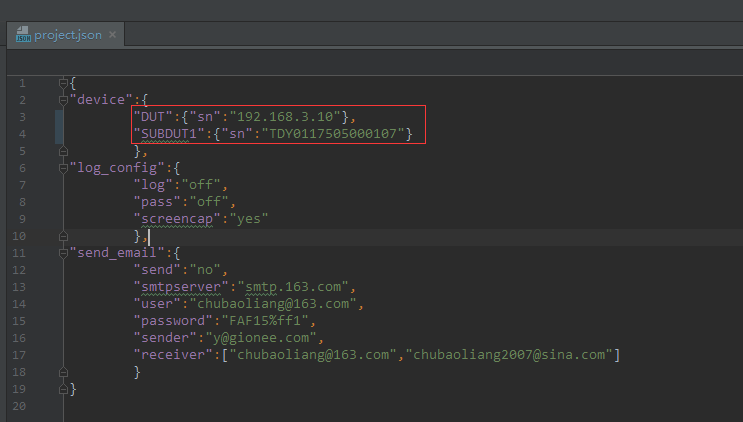 project.json
1 {
2 "device":{
3 "DUT":{"sn":"192.168.3.10"},
4 "SUBDUT1":{"sn":"TDY0117505000107"}
5 },
6 "log_config":{
7 "log":"off",
8 "pass":"off",
9 "screencap":"yes"
10 },
11 "send_email":{
12 "send":"no",
13 "smtpserver":"smtp.163.com",
14 "user":"chubaoliang@163.com",
15 "password":"FAF15%ff1",
16 "sender":"y@gionee.com",
17 "receiver":["chubaoliang@163.com","chubaoliang2007@sina.com"]
18 }
19 }
20